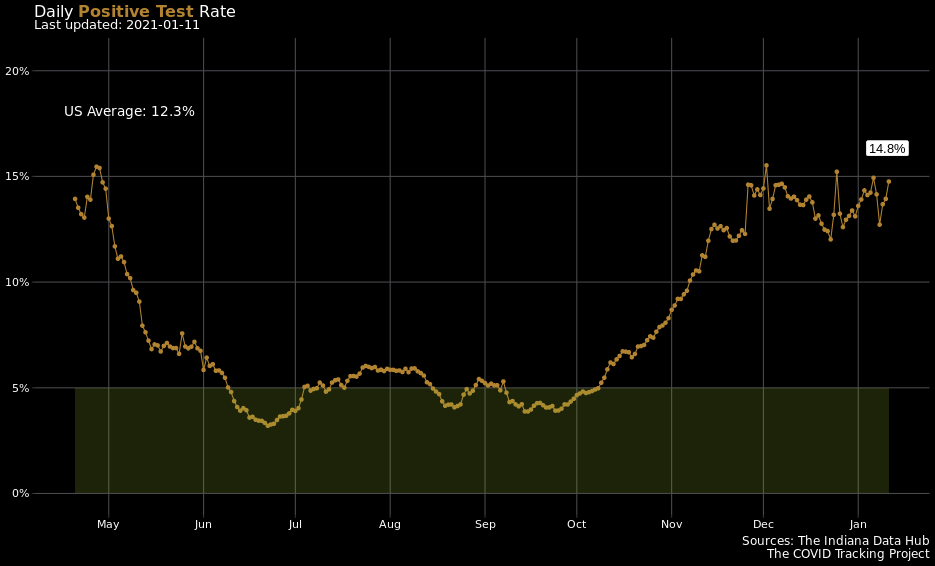 Daily Positive Test Rate
Last updated: 2021-01-11
20%
US Average: 12.3%
14.8%
15%
10%
5%
0%
May Jun Jul Aug Sep Oct Nov Dec Jan
Sources: The Indiana Data Hub
The COVID Tracking Project